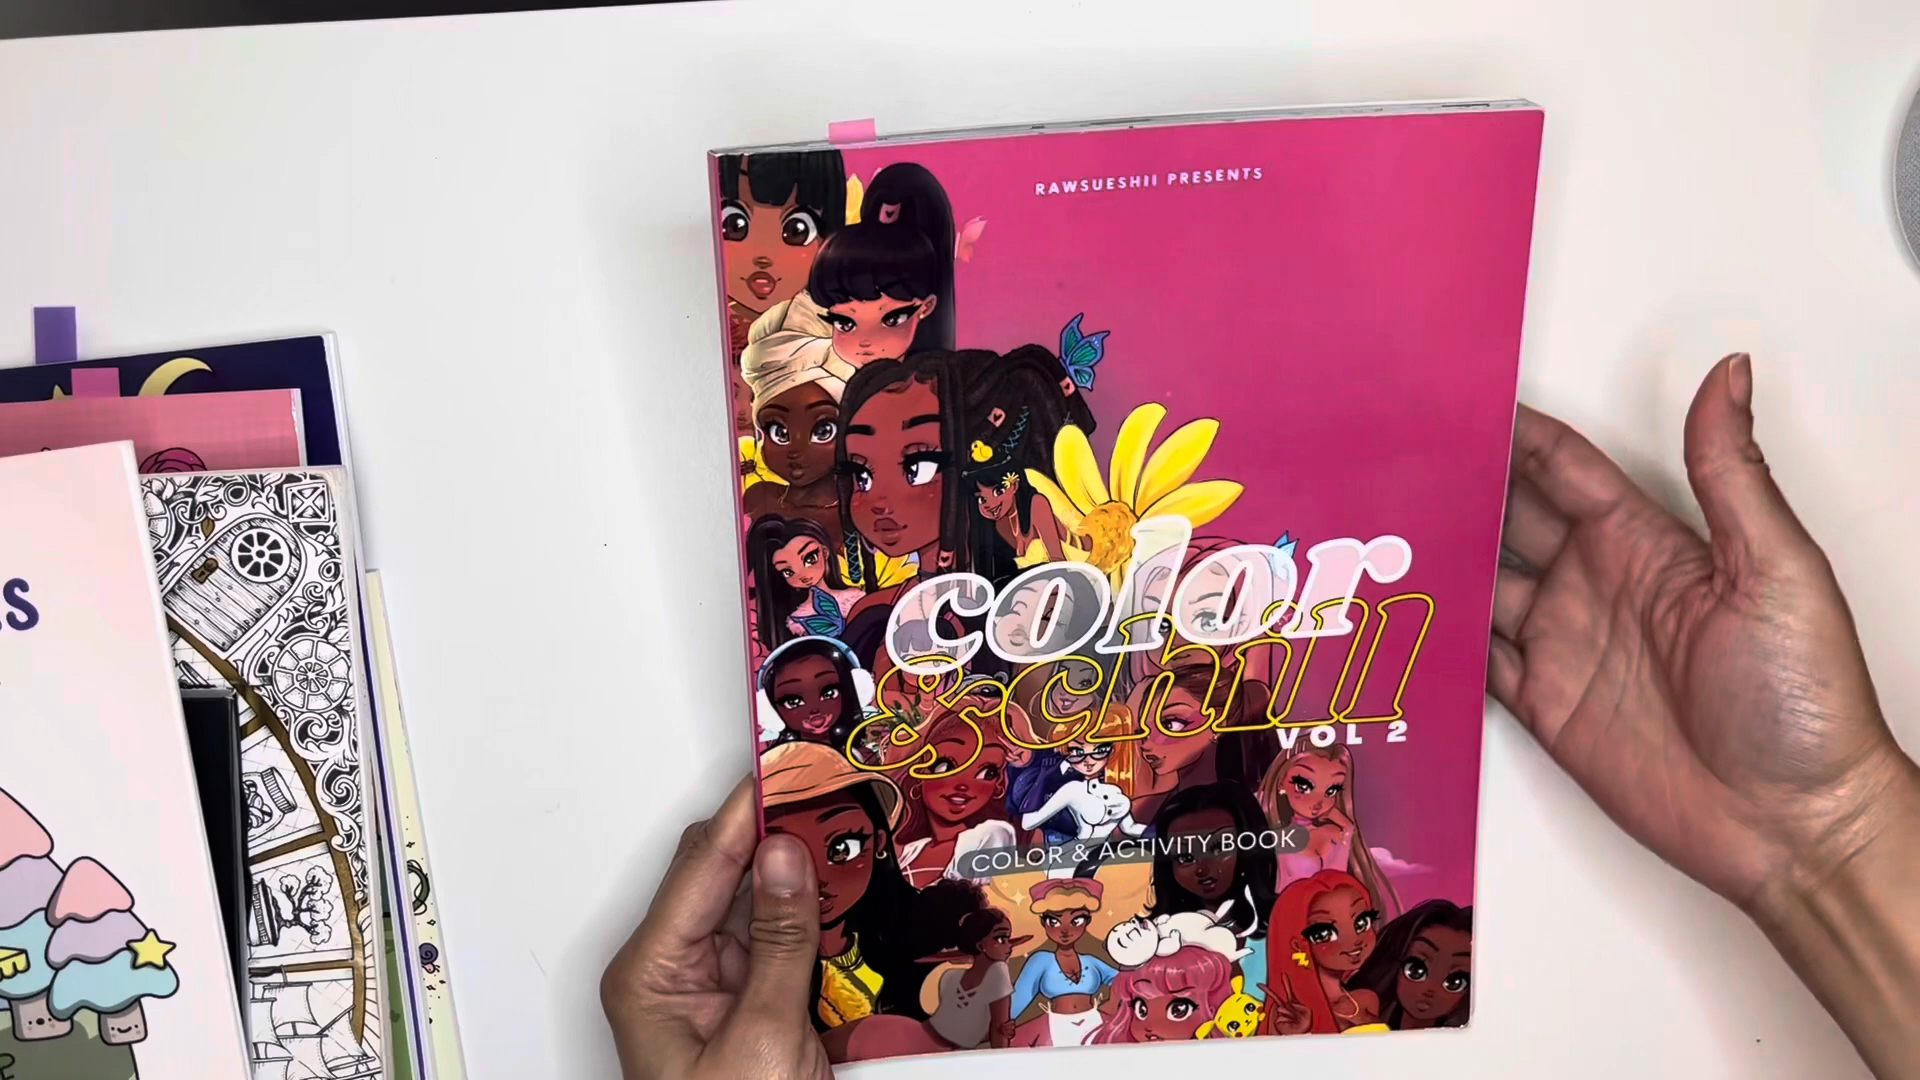 RAWSUESHII PRESENTS
color
&chill
VOL 2
COLOR & ACTIVITY BOOK